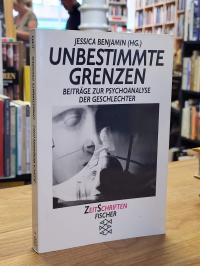 JESSICA BENJAMIN (HG.)
UNBESTIMMTE
GRENZEN
BEITRÄGE ZUR PSYCHOANALYSE
DER GESCHLECHTER
ZEITSCHRIFTEN
FISCHER